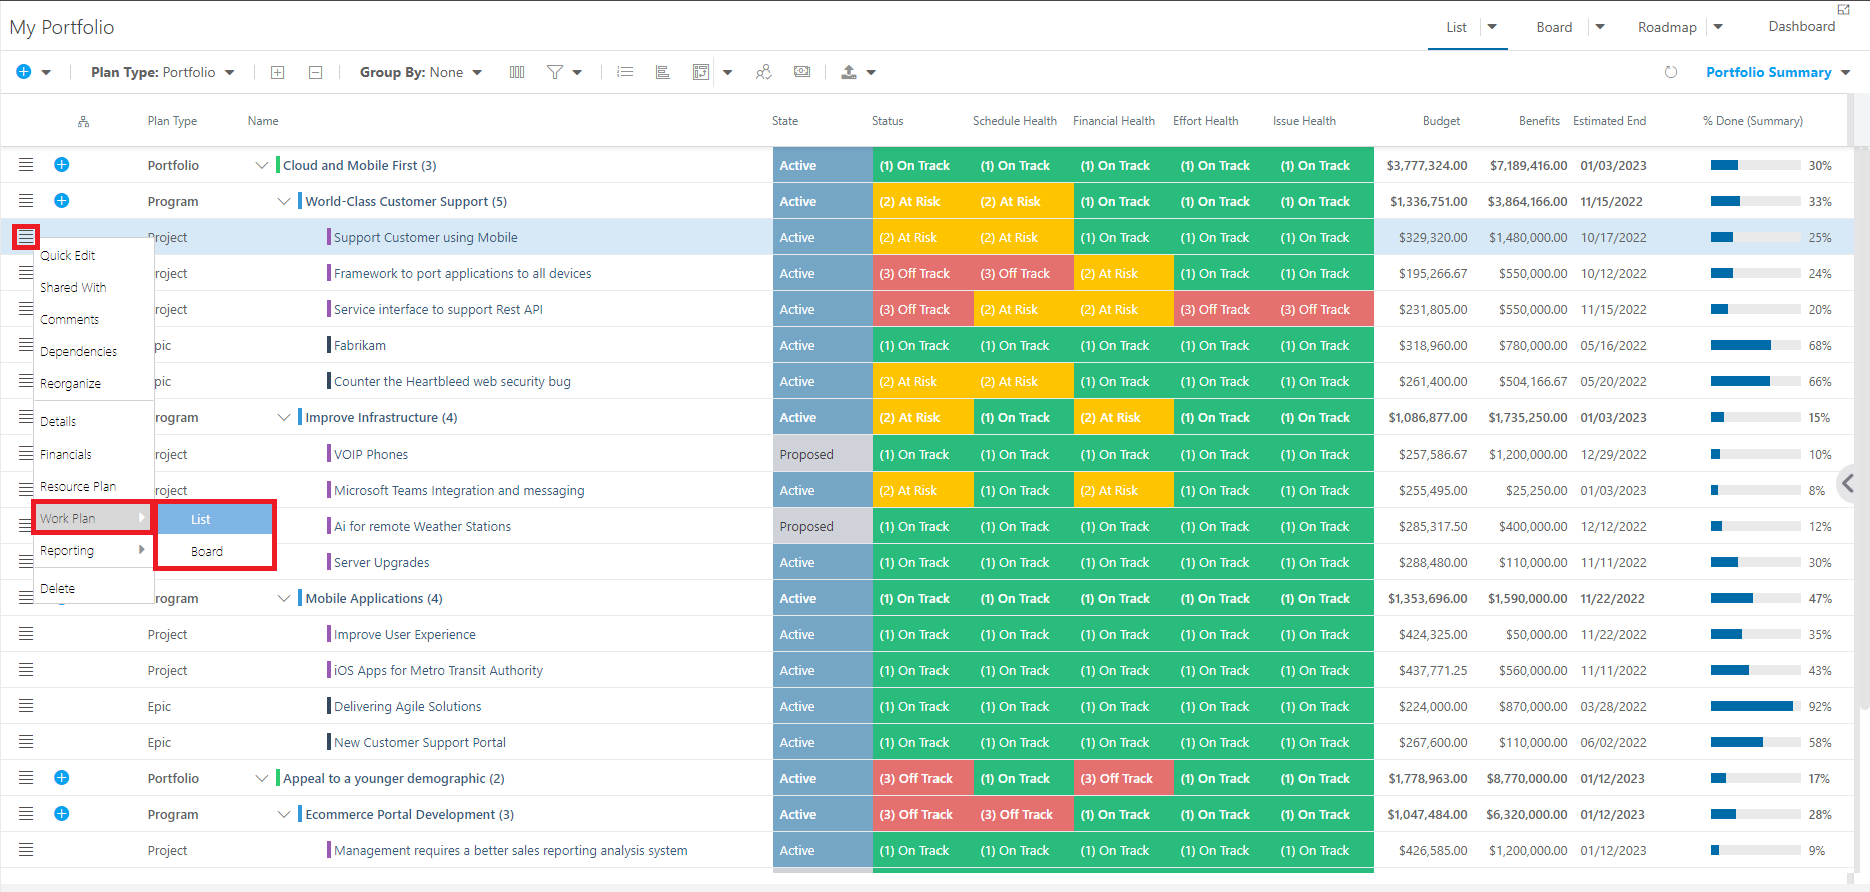 My Portfolio
List
Board
Roadmap
Dashboard
Plan Type: Portfolio
Group By: None
Portfolio Summary
Plan Type Name State Status Schedule Health Financial Health Effort Health Issue Health Budget Benefits Estimated End % Done (Summary)
Portfolio Cloud and Mobile First (3) Active (1) On Track (1) On Track (1) On Track (1) On Track (1) On Track $3,777,324.00 $7,189,416.00 01/03/2023 30%
Program World-Class Customer Support (5) Active (2) At Risk (2) At Risk (1) On Track (1) On Track (1) On Track $1,336,751.00 $3,864,166.00 11/15/2022 33%
Project Support Customer using Mobile Active (2) At Risk (2) At Risk (1) On Track (1) On Track (1) On Track $329,320.00 $1,480,000.00 10/17/2022 25%
roject Framework to port applications to all devices Active (3) Off Track (3) Off Track (2) At Risk (1) On Track (1) On Track $195,266.67 $550,000.00 10/12/2022 24%
roject Service interface to support Rest API Active (3) Off Track (2) At Risk (2) At Risk (3) Off Track (3) Off Track $231,805.00 $550,000.00 11/15/2022 20%
pic Fabrikam Active (1) On Track (1) On Track (1) On Track (1) On Track (1) On Track $318,960.00 $780,000.00 05/16/2022 68%
pic Counter the Heartbleed web security bug Active (2) At Risk (2) At Risk (1) On Track (1) On Track (1) On Track $261,400.00 $504,166.67 05/20/2022 66%
rogram Improve Infrastructure (4) Active (2) At Risk (1) On Track (2) At Risk (1) On Track (1) On Track $1,086,877.00 $1,735,250.00 01/03/2023 15%
roject VOIP Phones Proposed (1) On Track (1) On Track (1) On Track (1) On Track (1) On Track $257,586.67 $1,200,000.00 12/29/2022 10%
roject Microsoft Teams Integration and messaging Active (2) At Risk (1) On Track (2) At Risk (1) On Track (1) On Track $255,495.00 $25,250.00 01/03/2023 8%
Ai for remote Weather Stations Proposed (1) On Track (1) On Track (1) On Track (1) On Track (1) On Track $285,317.50 $400,000.00 12/12/2022 12%
Server Upgrades Active (1) On Track (1) On Track (1) On Track (1) On Track (1) On Track $288,480.00 $110,000.00 11/11/2022 30%
rogram Mobile Applications (4) Active (1) On Track (1) On Track (1) On Track (1) On Track (1) On Track $1,353,696.00 $1,590,000.00 11/22/2022 47%
Project Improve User Experience Active (1) On Track (1) On Track (1) On Track (1) On Track (1) On Track $424,325.00 $50,000.00 11/22/2022 35%
Project iOS Apps for Metro Transit Authority Active (1) On Track (1) On Track (1) On Track (1) On Track (1) On Track $437,771.25 $560,000.00 11/11/2022 43%
Epic Delivering Agile Solutions Active (1) On Track (1) On Track (1) On Track (1) On Track (1) On Track $224,000.00 $870,000.00 03/28/2022 92%
Epic New Customer Support Portal Active (1) On Track (1) On Track (1) On Track (1) On Track (1) On Track $267,600.00 $110,000.00 06/02/2022 58%
Portfolio Appeal to a younger demographic (2) Active (3) Off Track (1) On Track (3) Off Track (1) On Track (1) On Track $1,778,963.00 $8,770,000.00 01/12/2023 17%
Program Ecommerce Portal Development (3) Active (3) Off Track (3) Off Track (1) On Track (1) On Track (1) On Track $1,047,484.00 $6,320,000.00 01/12/2023 28%
Project Management requires a better sales reporting analysis system Active (1) On Track (1) On Track (1) On Track (1) On Track (1) On Track $426,585.00 $1,200,000.00 01/12/2023 9%
Quick Edit
Shared With
Comments
Dependencies
Reorganize
Details
Financials
Resource Plan
Work Plan
Reporting
Delete
List
Board